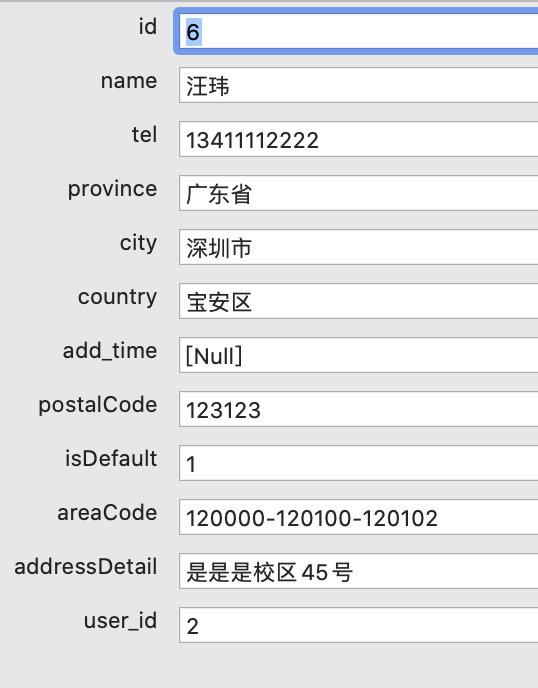 id 6
name 汪玮
tel 13411112222
province 广东省
city 深圳市
country 宝安区
add_time [Null]
postalCode 123123
isDefault 1
areaCode 120000-120100-120102
addressDetail 是是是校区45号
user_id 2